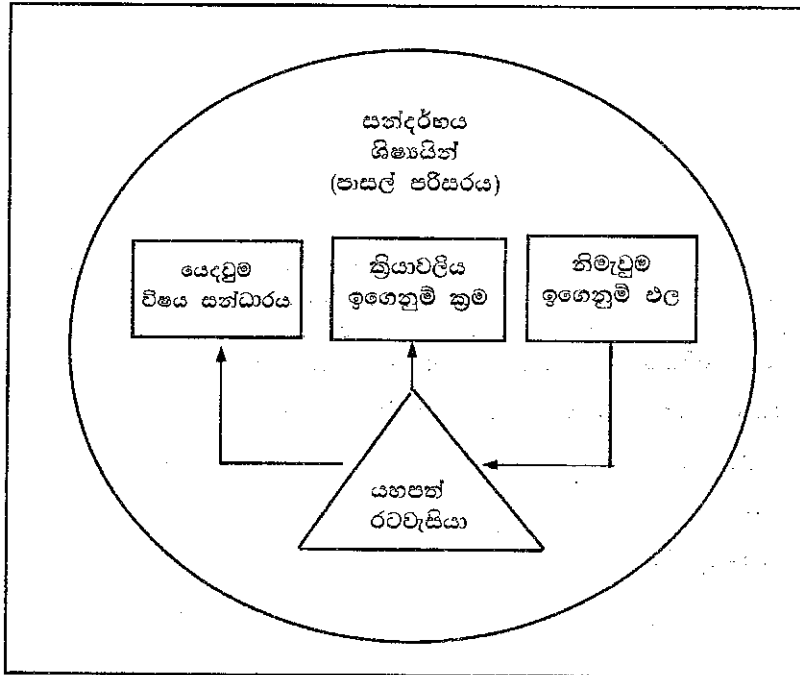 සන්දර්භය
ශිෂ්‍යයින්
(පාසල් පරිසරය)
යෙදවුම
විෂය සන්ධාරය
ක්‍රියාවලිය
ඉගෙනුම් ක්‍රම
නිමැවුම
ඉගෙනුම් ඵල
යහපත්
රටවැසියා